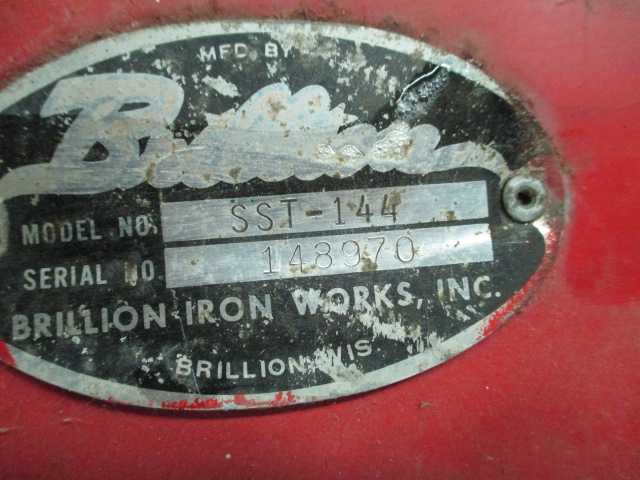 MFD. BY
Brillion
MODEL NO. SST-144
SERIAL NO. 148970
BRILLION IRON WORKS, INC.
BRILLION, WIS.